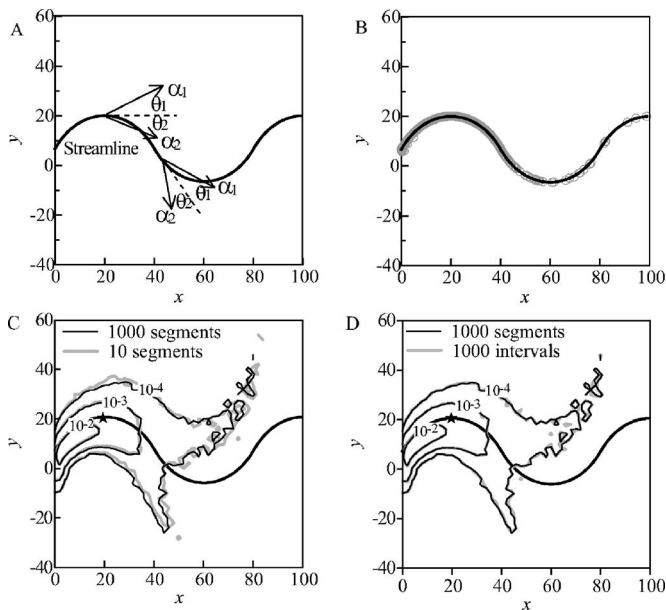 A
60
40
20
0
-20
-40
y
0 20 40 60 80 100
x
Streamline
α1
θ1
θ2
α2
α1
θ1
θ2
α2
B
60
40
20
0
-20
-40
y
0 20 40 60 80 100
x
C
60
40
20
0
-20
-40
y
0 20 40 60 80 100
x
1000 segments
10 segments
10-4
10-3
10-2
D
60
40
20
0
-20
-40
y
0 20 40 60 80 100
x
1000 segments
1000 intervals
10-4
10-3
10-2